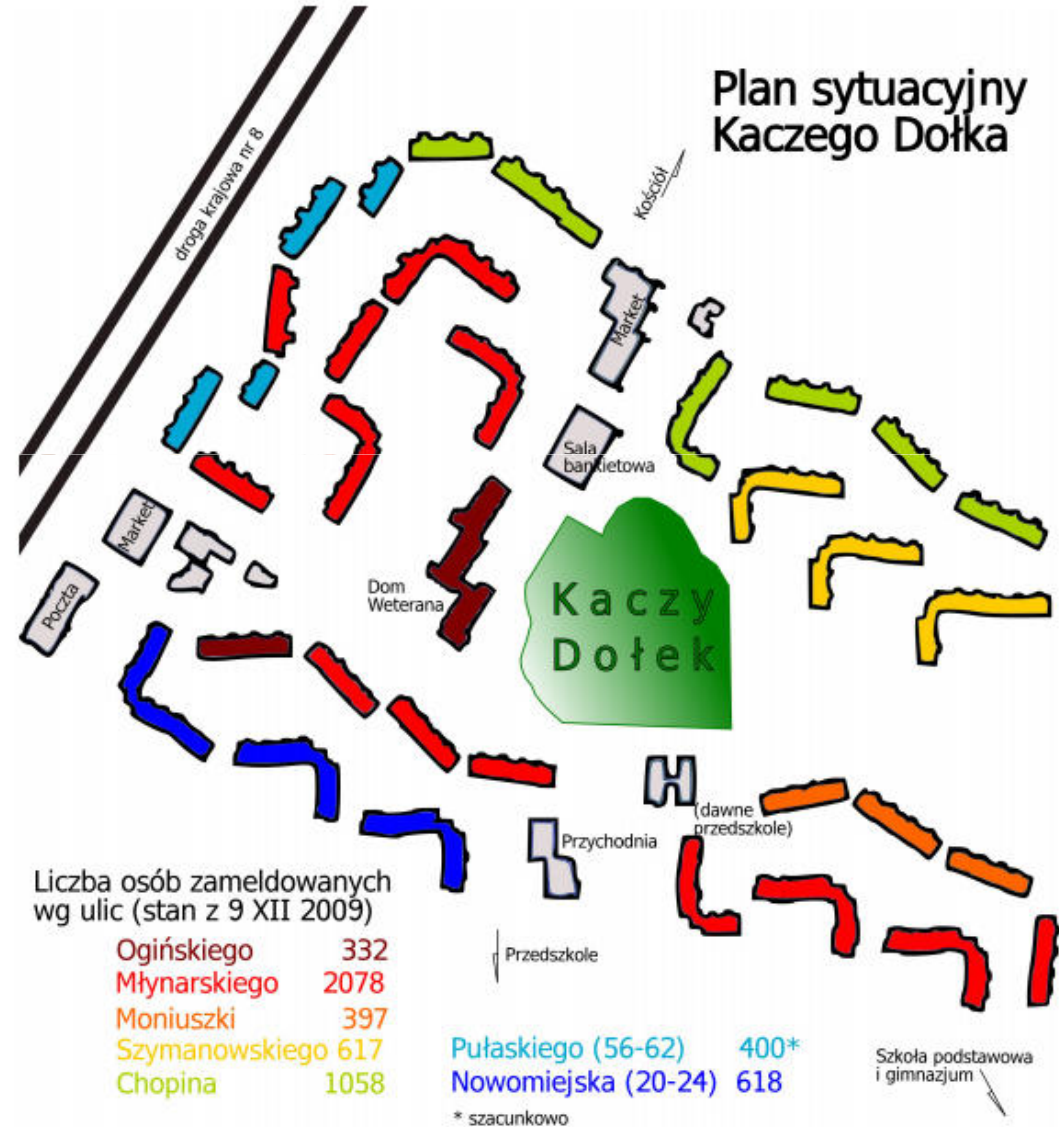 Plan sytuacyjny
Kaczego Dołka
droga krajowa nr 8
Kościół
Market
Sala
bankietowa
Market
Poczta
Dom
Weterana
Kaczy
Dołek
(dawne
przedszkole)
Przychodnia
Przedszkole
Liczba osób zameldowanych
wg ulic (stan z 9 XII 2009)
Ogińskiego 332
Młynarskiego 2078
Moniuszki 397
Szymanowskiego 617
Chopina 1058
Pułaskiego (56-62) 400*
Nowomiejska (20-24) 618
* szacunkowo
Szkoła podstawowa
i gimnazjum